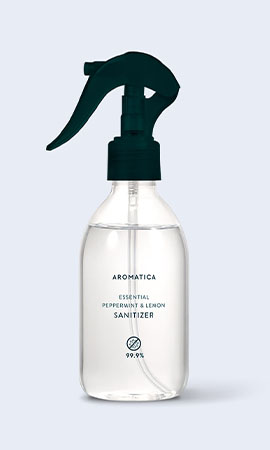 AROMATICA
ESSENTIAL
PEPPERMINT & LEMON
SANITIZER
99.9%